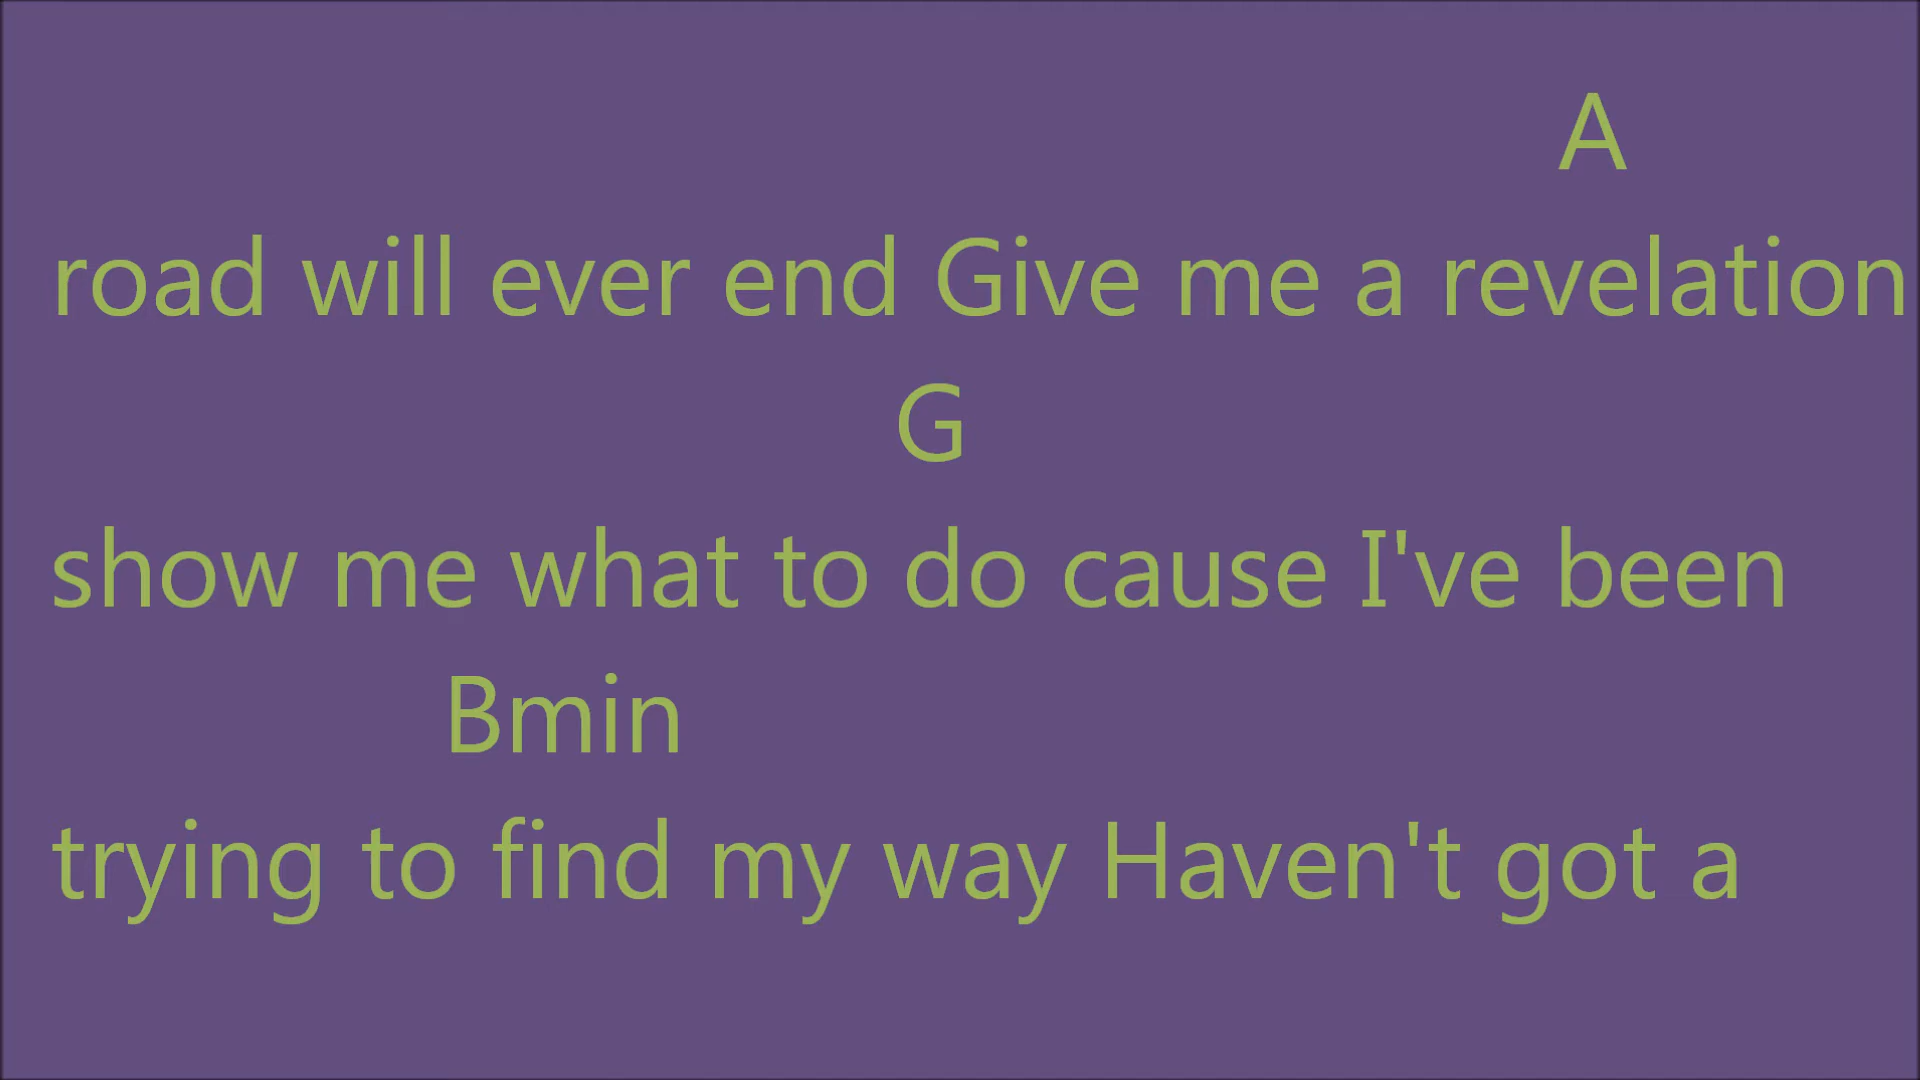 A
road will ever end Give me a revelation
G
show me what to do cause I've been
Bmin
trying to find my way Haven't got a